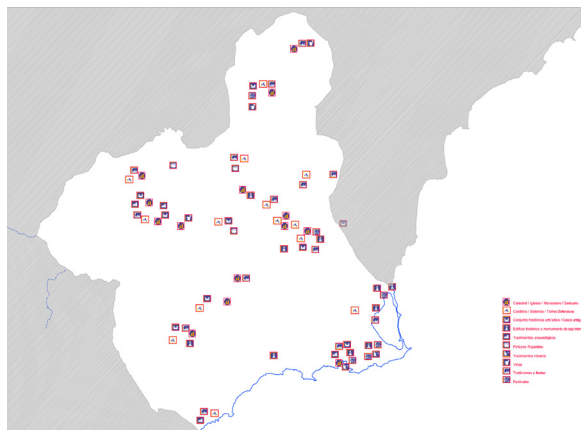 Catedral / Iglesia / Monasterio / Santuario
Castillos / Baterías / Torres Defensivas
Conjunto histórico artístico / Casco antiguo
Edificio histórico o monumento de
Yacimientos arqueológicos
Pinturas Rupestres
Yacimientos mineros
Vinos
Tradiciones y fiestas
Festivales